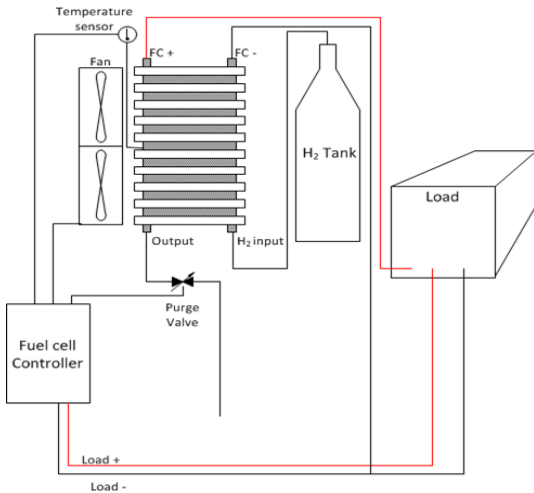 Temperature
sensor
Fan
FC +
FC -
H₂ Tank
Load
Output
H₂ input
Purge
Valve
Fuel cell
Controller
Load +
Load -